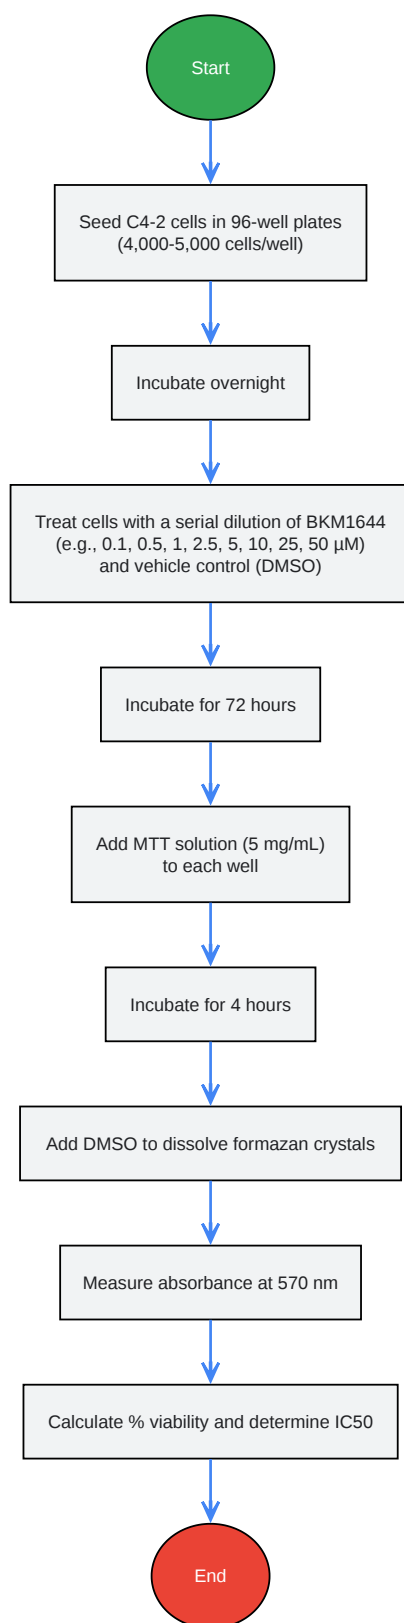 Start
Seed C4-2 cells in 96-well plates
(4,000-5,000 cells/well)
Incubate overnight
Treat cells with a serial dilution of BKM1644
(e.g., 0.1, 0.5, 1, 2.5, 5, 10, 25, 50 µM)
and vehicle control (DMSO)
Incubate for 72 hours
Add MTT solution (5 mg/mL)
to each well
Incubate for 4 hours
Add DMSO to dissolve formazan crystals
Measure absorbance at 570 nm
Calculate % viability and determine IC50
End